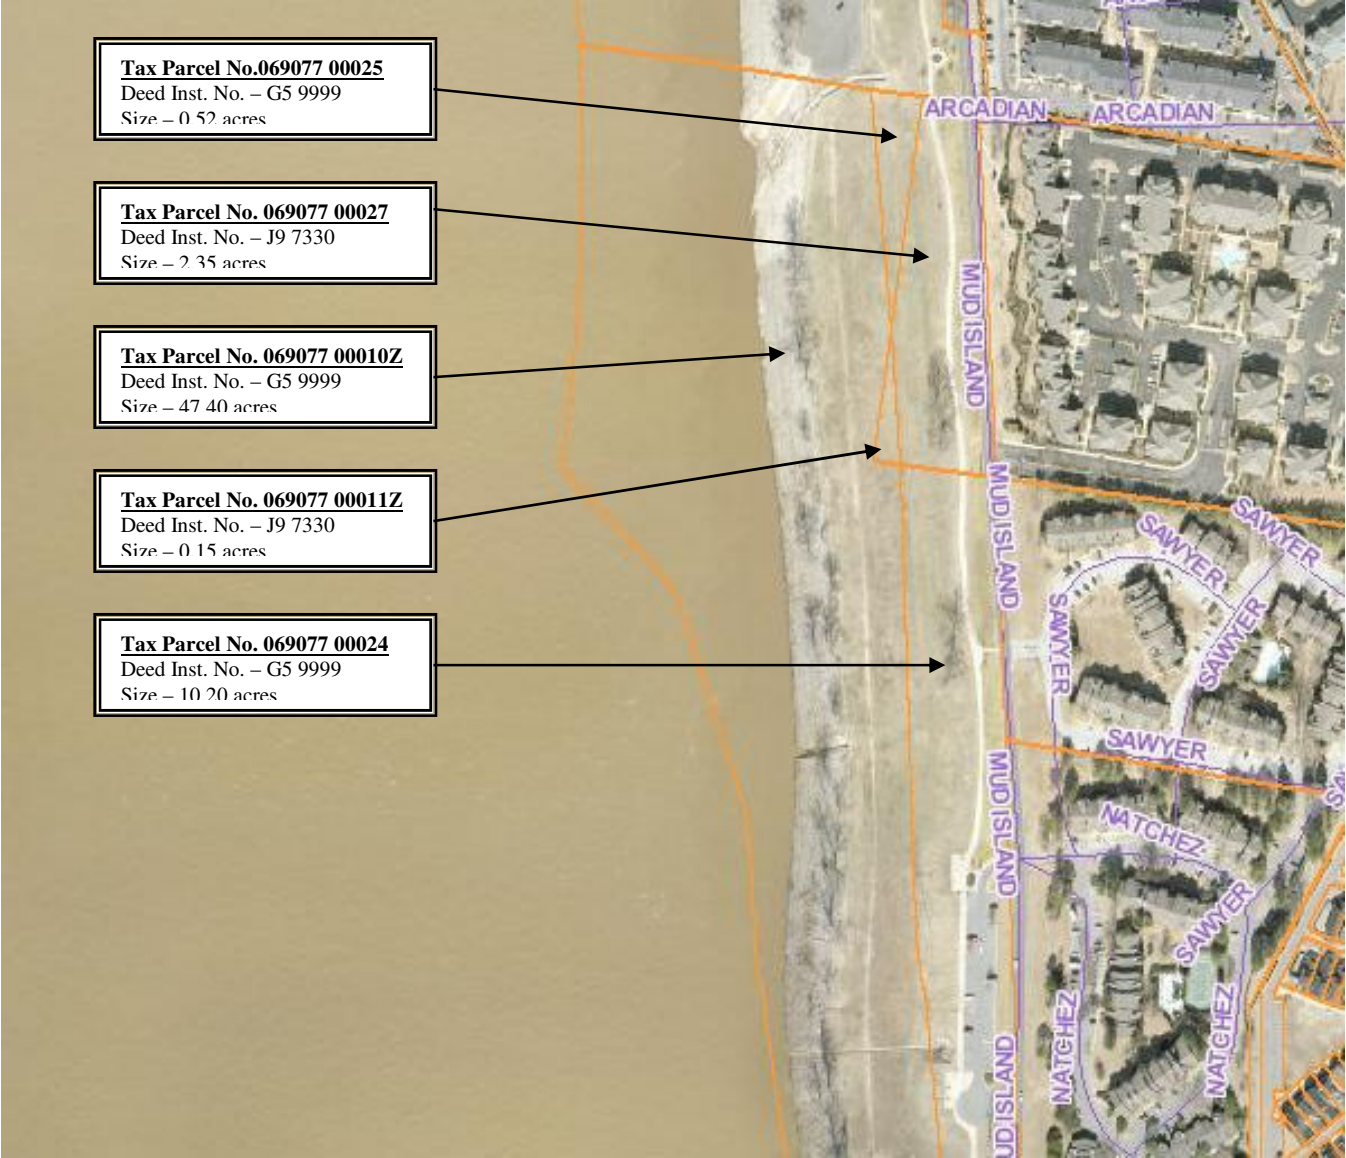 Tax Parcel No.069077 00025
Deed Inst. No. – G5 9999
Size – 0.52 acres
Tax Parcel No. 069077 00027
Deed Inst. No. – J9 7330
Size – 2.35 acres
Tax Parcel No. 069077 00010Z
Deed Inst. No. – G5 9999
Size – 47.40 acres
Tax Parcel No. 069077 00011Z
Deed Inst. No. – J9 7330
Size – 0.15 acres
Tax Parcel No. 069077 00024
Deed Inst. No. – G5 9999
Size – 10.20 acres
ARCADIAN
ARCADIAN
MUD ISLAND
MUD ISLAND
SAWYER
SAWYER
SAWYER
SAWYER
SAWYER
MUD ISLAND
NATCHEZ
SAWYER
NATCHEZ
NATCHEZ
UD ISLAND